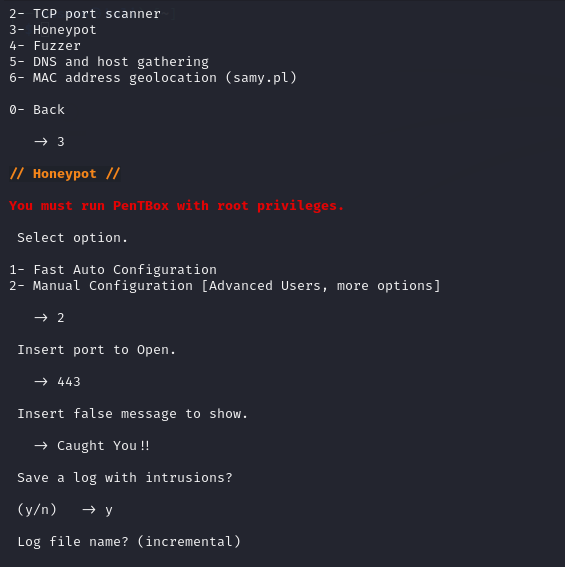 2- TCP port scanner
3- Honeypot
4- Fuzzer
5- DNS and host gathering
6- MAC address geolocation (samy.pl)
0- Back
→ 3
// Honeypot //
You must run PenTBox with root privileges.
Select option.
1- Fast Auto Configuration
2- Manual Configuration [Advanced Users, more options]
→ 2
Insert port to Open.
→ 443
Insert false message to show.
→ Caught You!!
Save a log with intrusions?
(y/n) → y
Log file name? (incremental)